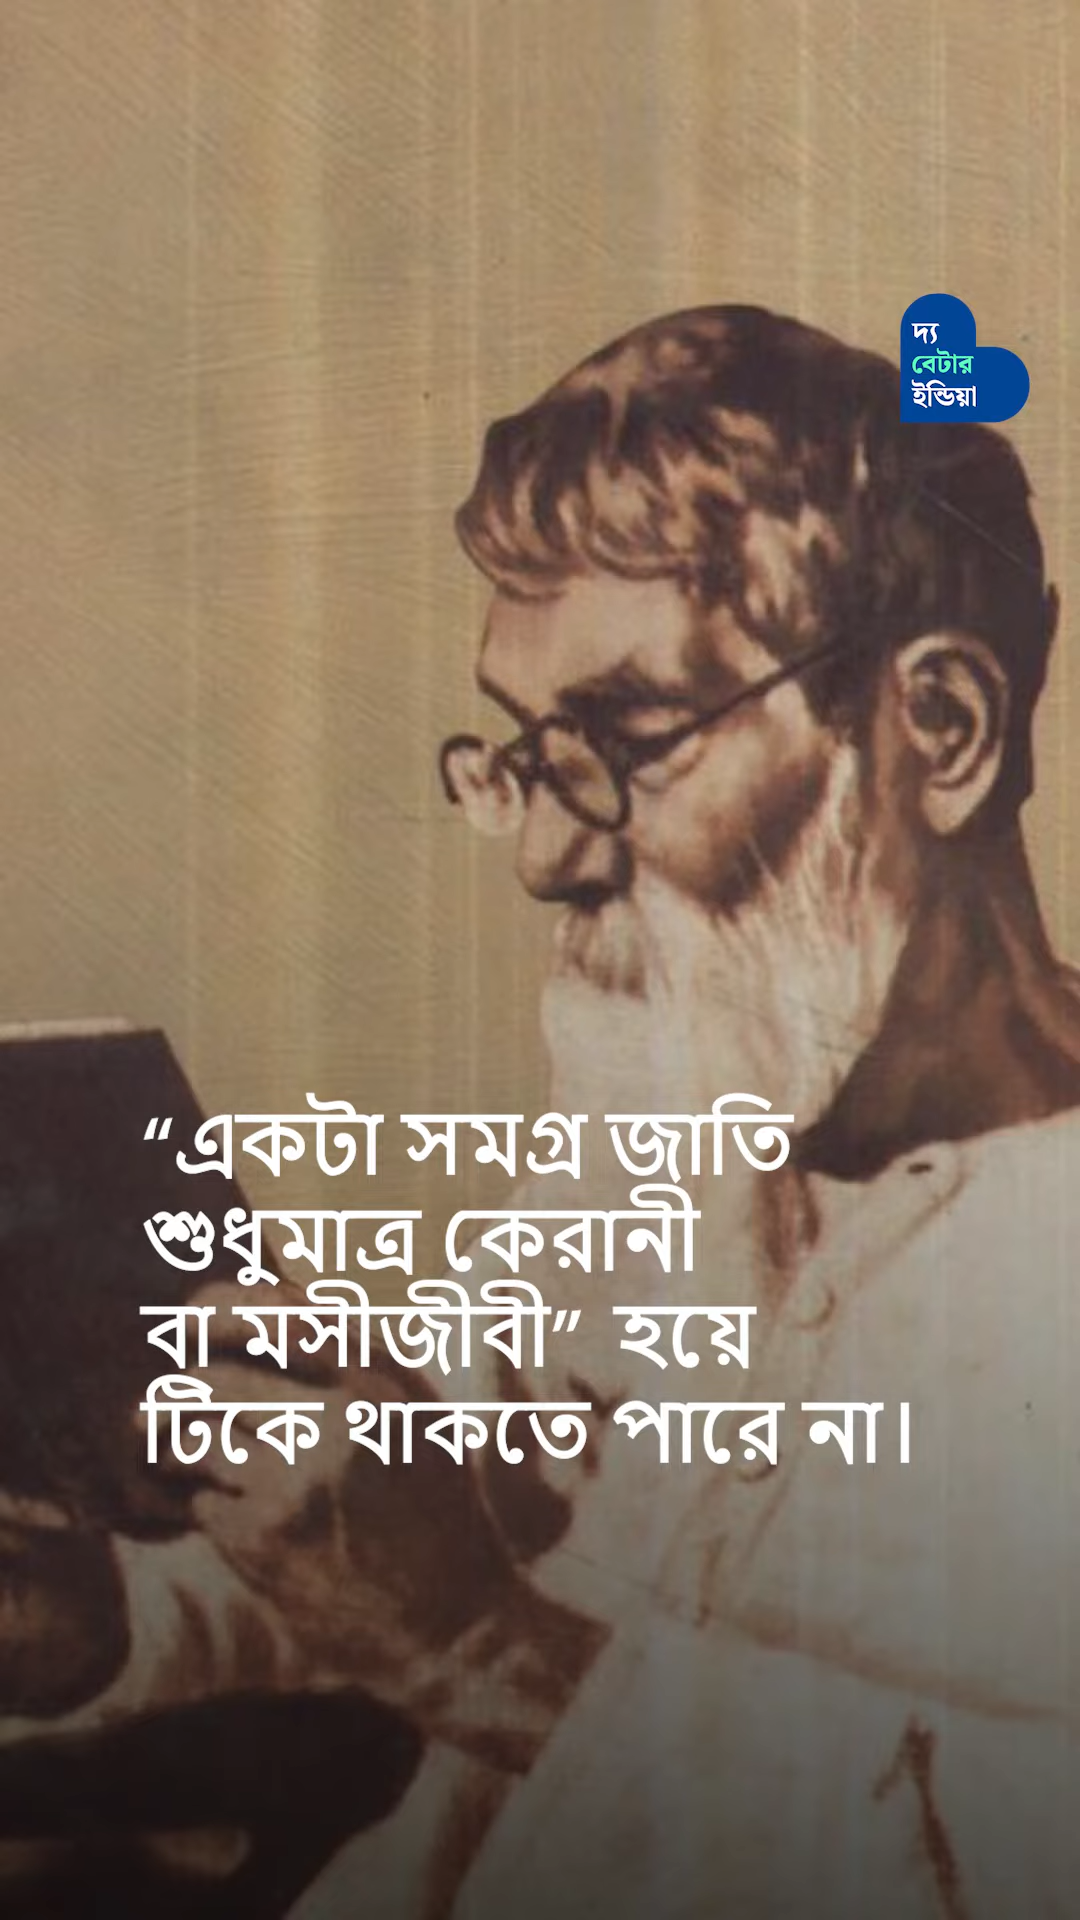 দ্য
বেটার
ইন্ডিয়া
“একটা সমগ্র জাতি
শুধুমাত্র কেরানী
বা মসীজীবী” হয়ে
টিকে থাকতে পারে না।